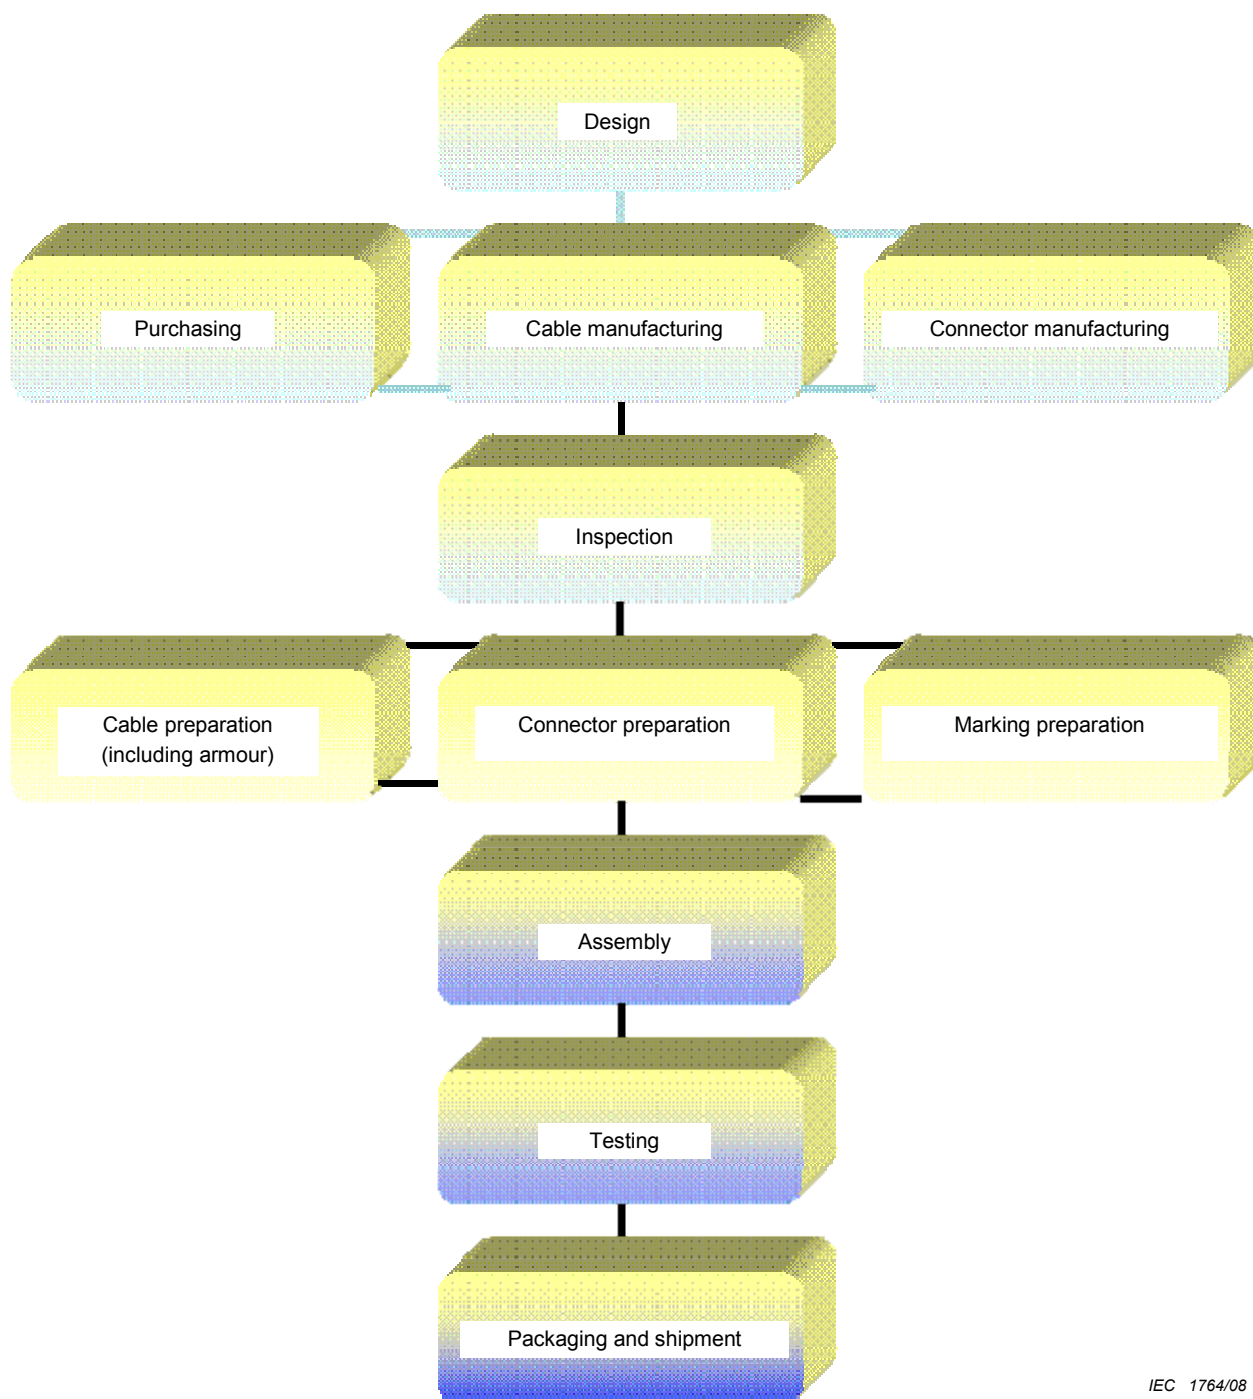 Design
Purchasing
Cable manufacturing
Connector manufacturing
Inspection
Cable preparation
(including armour)
Connector preparation
Marking preparation
Assembly
Testing
Packaging and shipment
IEC 1764/08